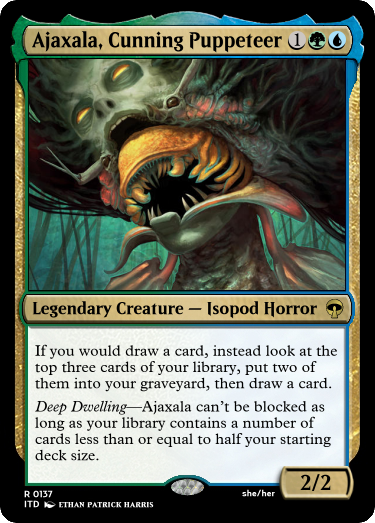 Ajaxala, Cunning Puppeteer 1
Legendary Creature — Isopod Horror
If you would draw a card, instead look at the
top three cards of your library, put two of
them into your graveyard, then draw a card.
Deep Dwelling—Ajaxala can't be blocked as
long as your library contains a number of
cards less than or equal to half your starting
deck size.
2/2
R 0137
she/her
ITD ETHAN PATRICK HARRIS